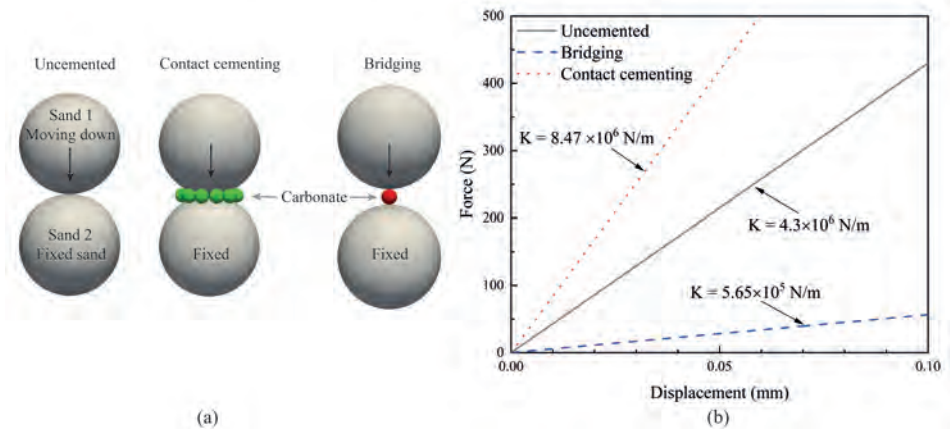 (a)
Uncemented
Contact cementing
Bridging
Sand 1
Moving down
Carbonate
Sand 2
Fixed sand
Fixed
Fixed
(a)
500
400
300
200
100
0
Force (N)
Uncemented
Bridging
Contact cementing
K = 8.47 ×10⁶ N/m
K = 4.3×10⁶ N/m
K = 5.65×10⁵ N/m
0.00
0.05
0.10
Displacement (mm)
(b)